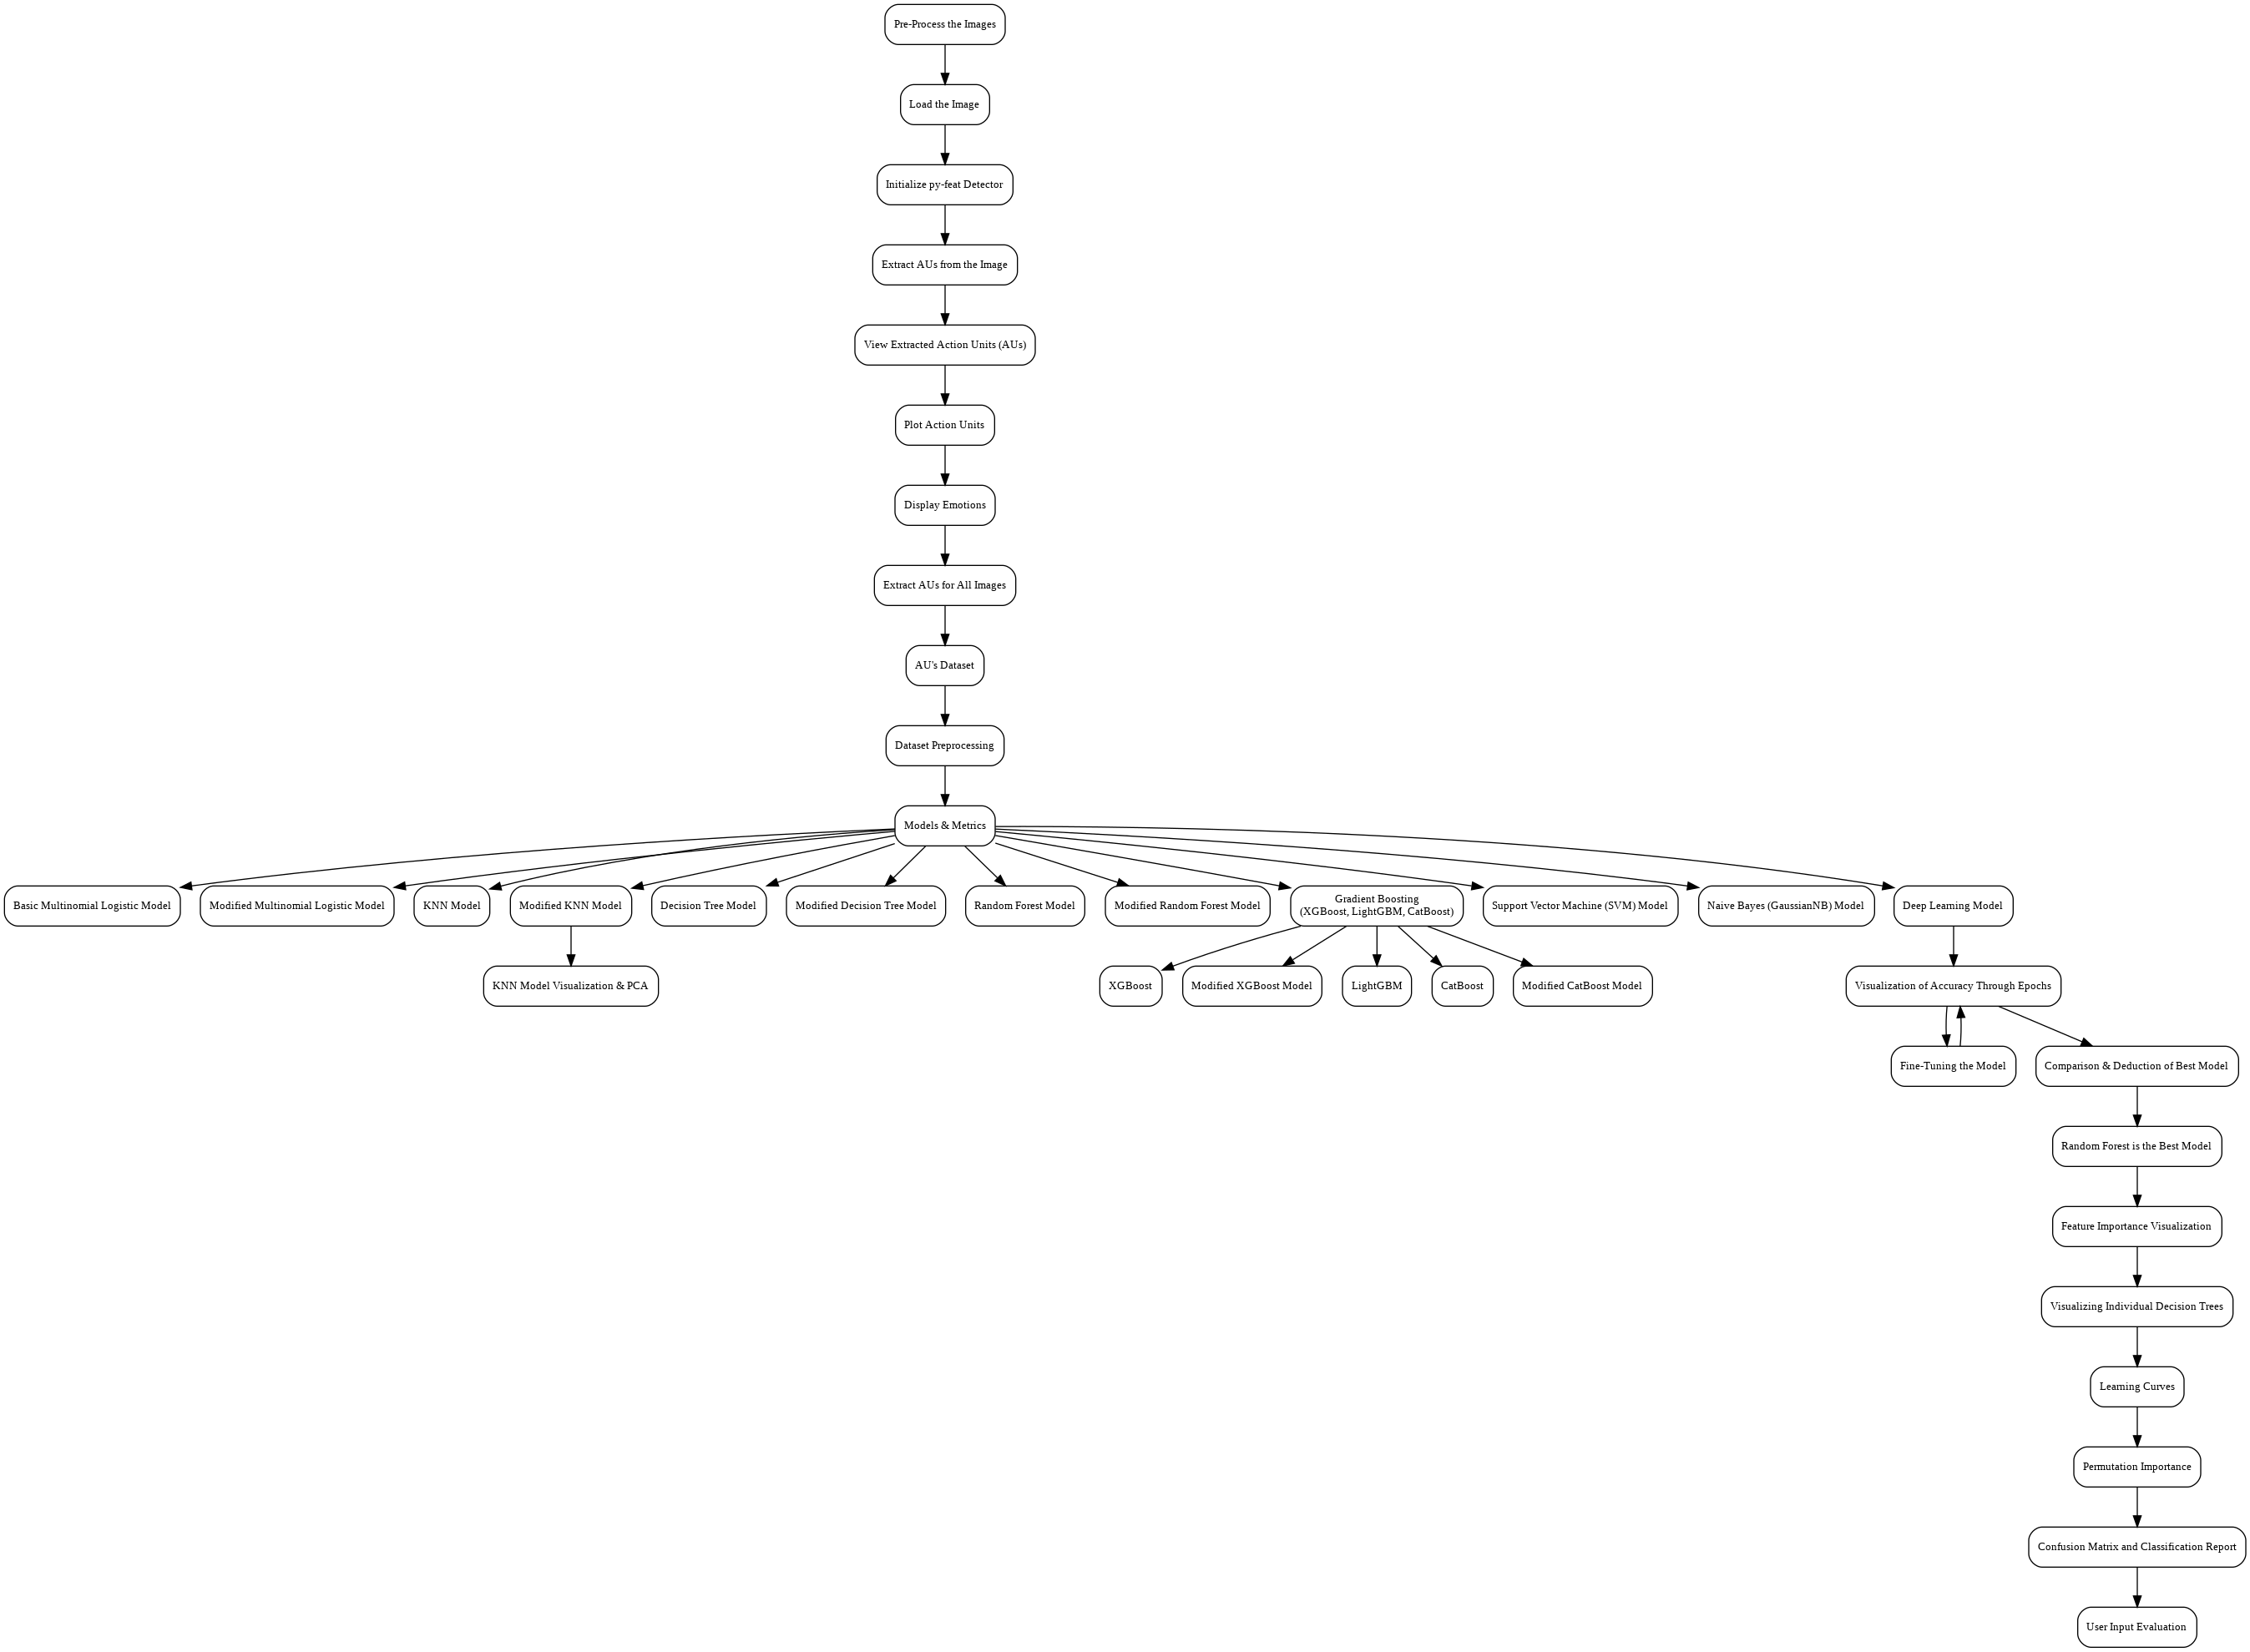 Pre-Process the Images
Load the Image
Initialize py-feat Detector
Extract AUs from the Image
View Extracted Action Units (AUs)
Plot Action Units
Display Emotions
Extract AUs for All Images
AU's Dataset
Dataset Preprocessing
Models & Metrics
Basic Multinomial Logistic Model
Modified Multinomial Logistic Model
KNN Model
Modified KNN Model
Decision Tree Model
Modified Decision Tree Model
Random Forest Model
Modified Random Forest Model
Gradient Boosting
(XGBoost, LightGBM, CatBoost)
Support Vector Machine (SVM) Model
Naive Bayes (GaussianNB) Model
Deep Learning Model
KNN Model Visualization & PCA
XGBoost
Modified XGBoost Model
LightGBM
CatBoost
Modified CatBoost Model
Visualization of Accuracy Through Epochs
Fine-Tuning the Model
Comparison & Deduction of Best Model
Random Forest is the Best Model
Feature Importance Visualization
Visualizing Individual Decision Trees
Learning Curves
Permutation Importance
Confusion Matrix and Classification Report
User Input Evaluation